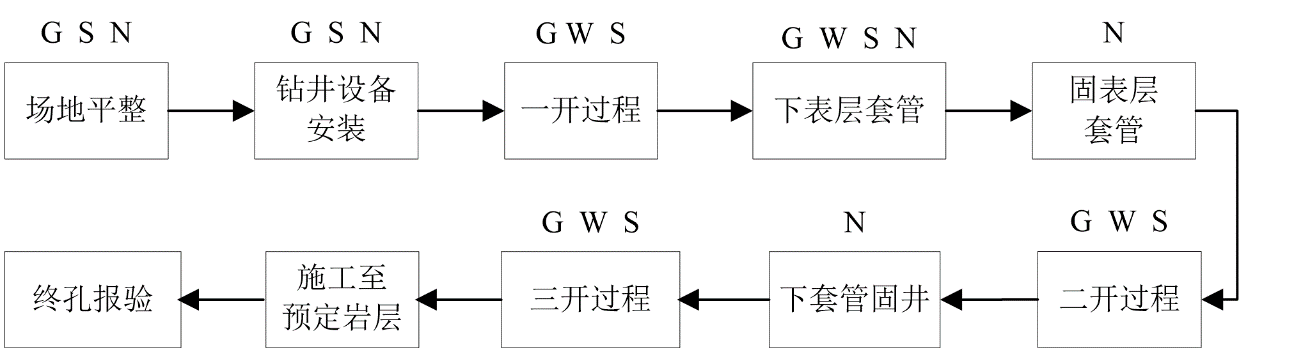 G S N
G S N
G W S
G W S N
N
场地平整
钻井设备
安装
一开过程
下表层套管
固表层
套管
G W S
N
G W S
终孔报验
施工至
预定岩层
三开过程
下套管固井
二开过程